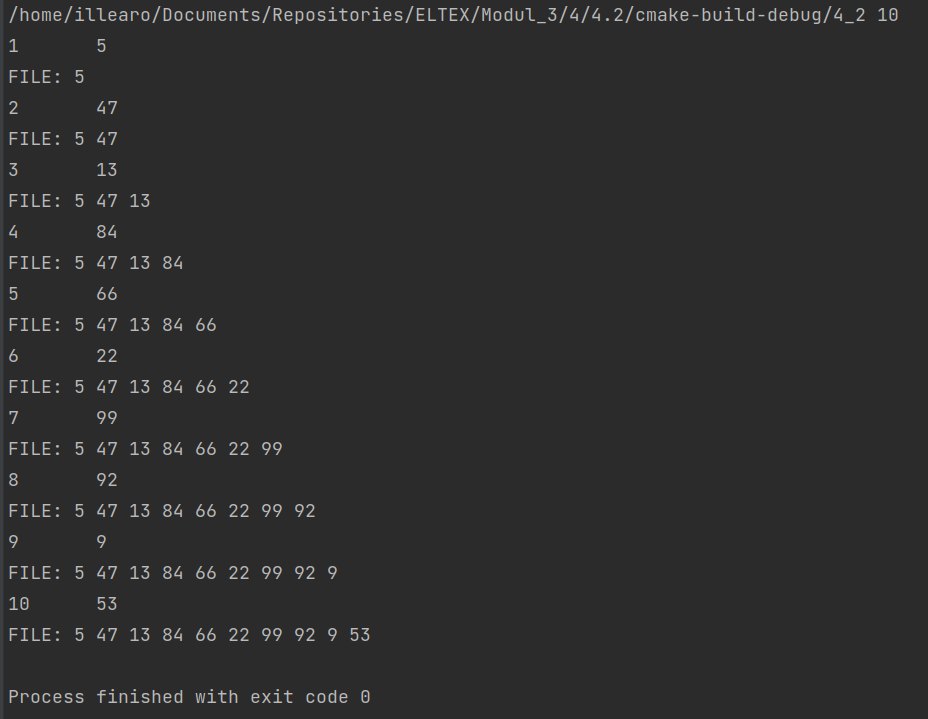 /home/illearo/Documents/Repositories/ELTEX/Modul_3/4/4.2/cmake-build-debug/4_2 10
1       5
FILE: 5
2       47
FILE: 5 47
3       13
FILE: 5 47 13
4       84
FILE: 5 47 13 84
5       66
FILE: 5 47 13 84 66
6       22
FILE: 5 47 13 84 66 22
7       99
FILE: 5 47 13 84 66 22 99
8       92
FILE: 5 47 13 84 66 22 99 92
9       9
FILE: 5 47 13 84 66 22 99 92 9
10      53
FILE: 5 47 13 84 66 22 99 92 9 53

Process finished with exit code 0